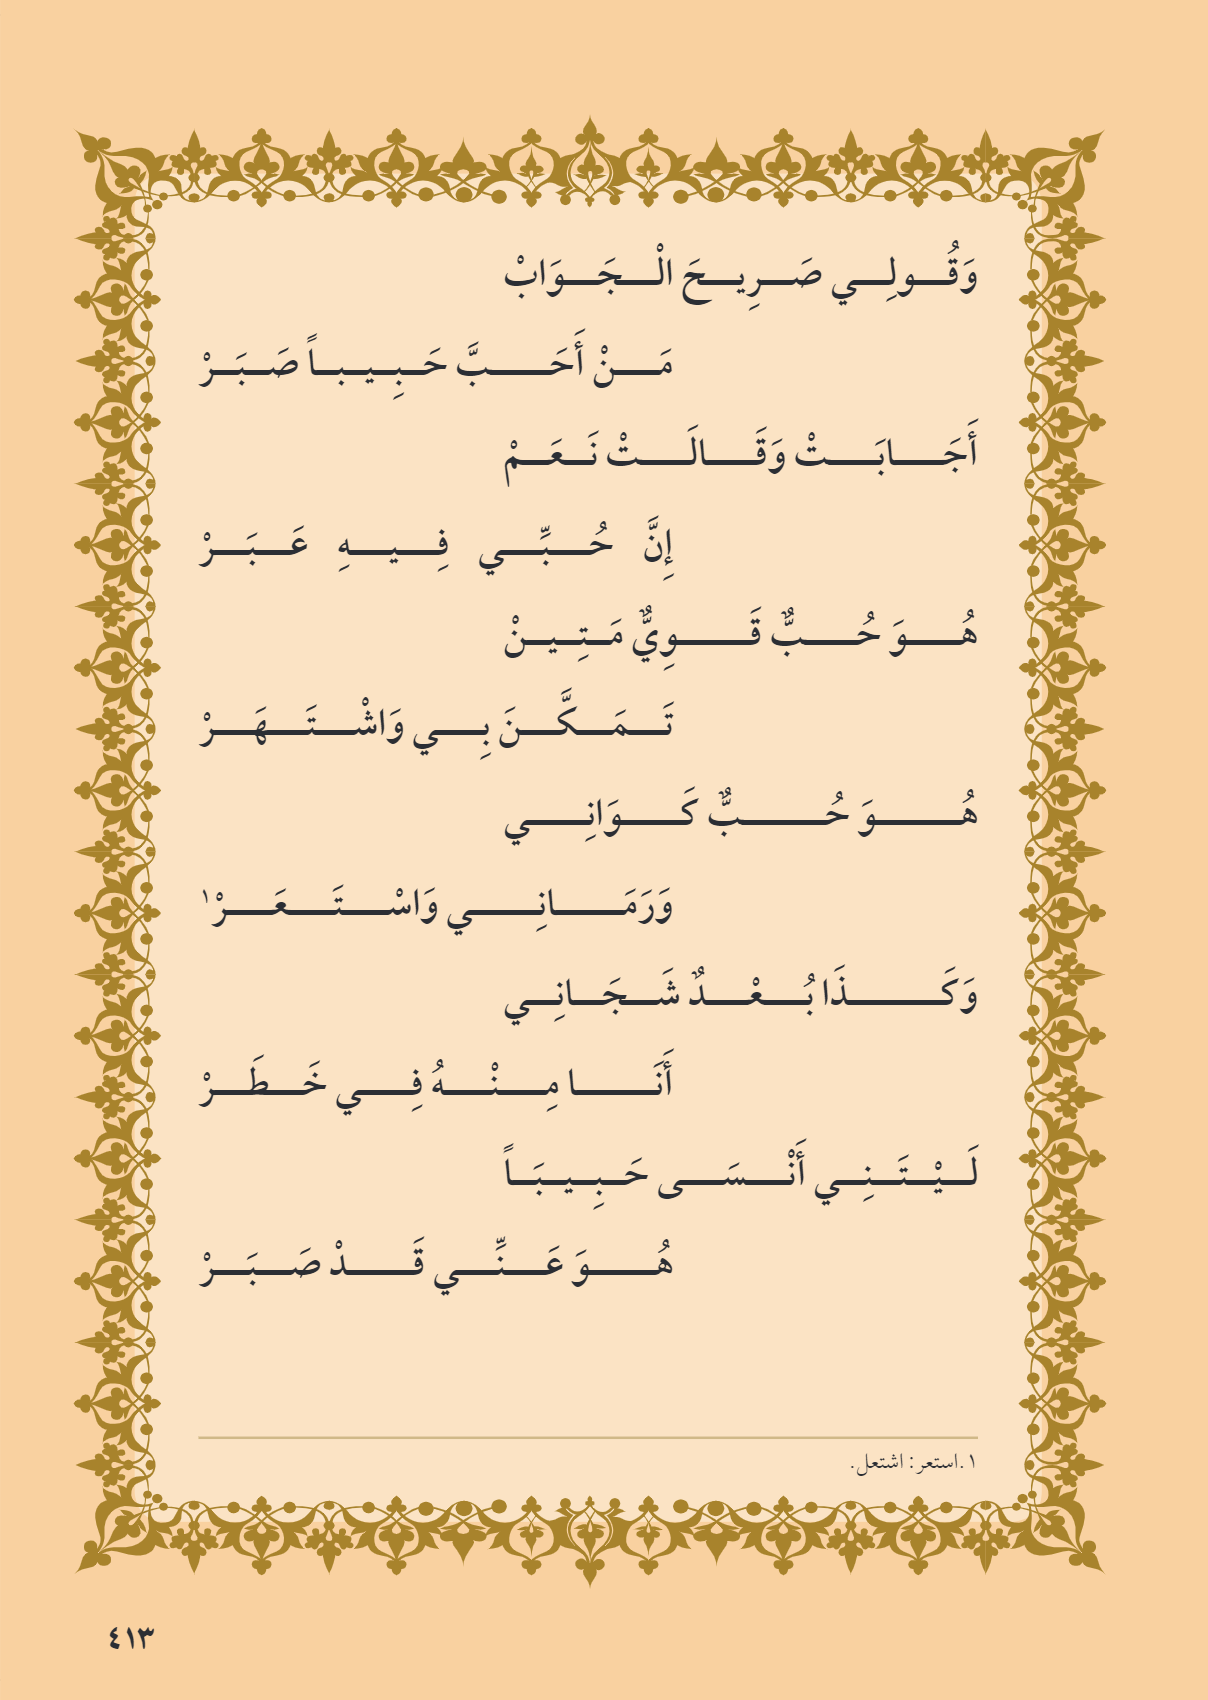 وَقُولِي صَرِيحَ الْجَوَابْ
مَنْ أَحَبَّ حَبِيباً صَبَرْ
أَجَابَتْ وَقَالَتْ نَعَمْ
إِنَّ حُبِّي فِيهِ عَبَرْ
هُوَ حُبٌّ قَوِيٌّ مَتِينْ
تَمَكَّنَ بِي وَاشْتَهَرْ
هُوَ حُبٌّ كَوَانِي
وَرَمَانِي وَاسْتَعَرْ١
وَكَذَا بُعْدٌ شَجَانِي
أَنَا مِنْهُ فِي خَطَرْ
لَيْتَنِي أَنْسَى حَبِيبَاً
هُوَ عَنِّي قَدْ صَبَرْ
١.استعر: اشتعل.
٤١٣